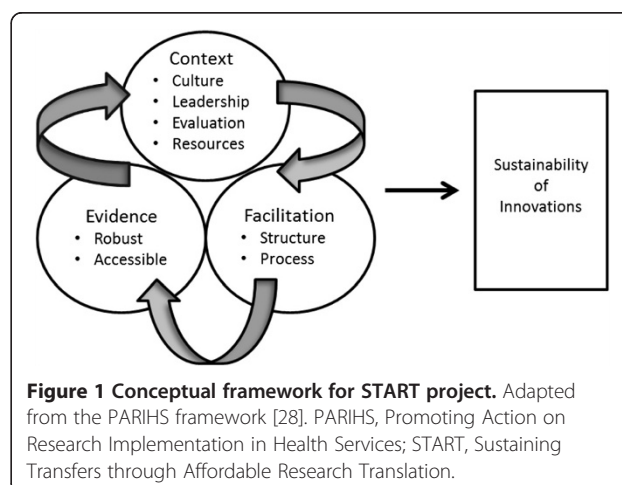 Context
• Culture
• Leadership
• Evaluation
• Resources
Evidence
• Robust
• Accessible
Facilitation
• Structure
• Process
Sustainability
of
Innovations
Figure 1 Conceptual framework for START project. Adapted
from the PARIHS framework [28]. PARIHS, Promoting Action on
Research Implementation in Health Services; START, Sustaining
Transfers through Affordable Research Translation.